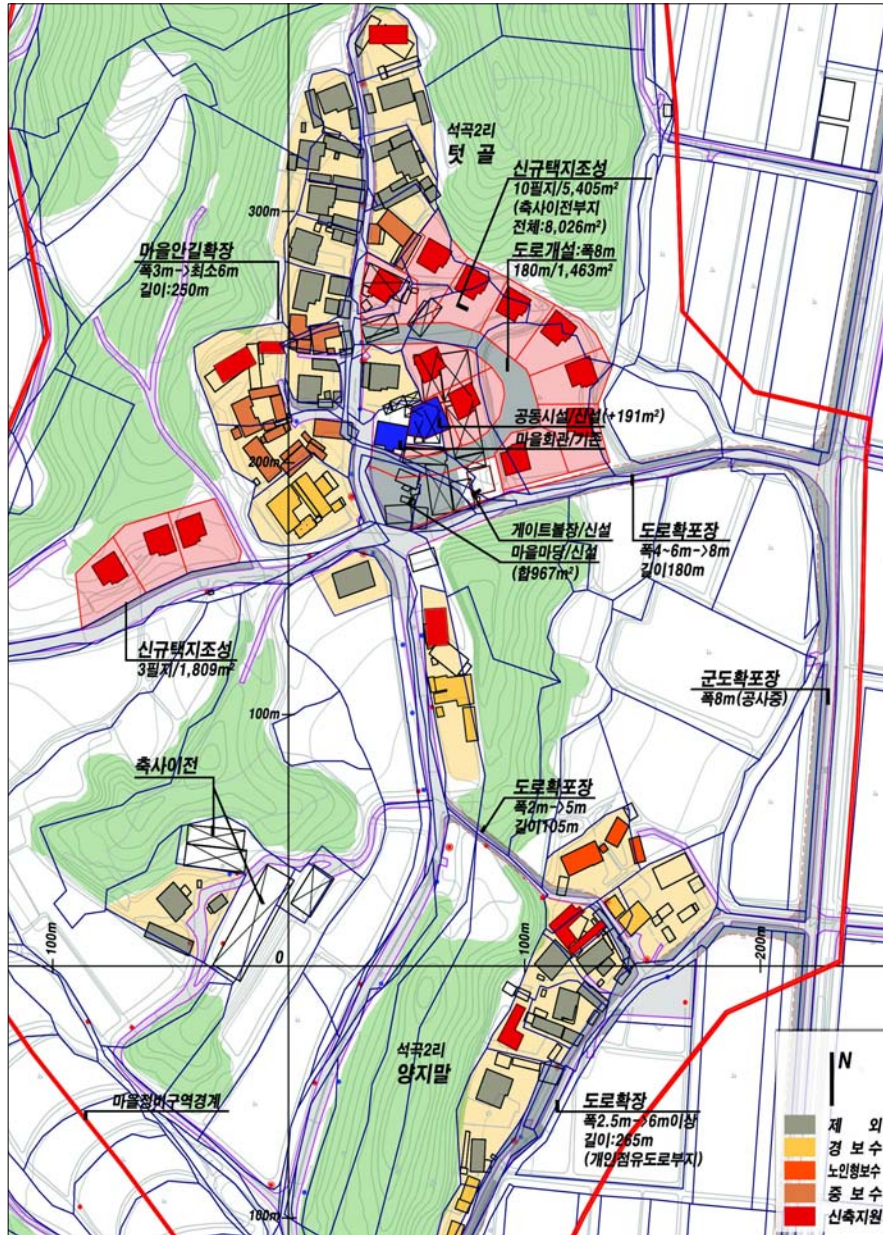 석곡2리
텃 골
신규택지조성
10필지/5,405m²
(축사이전부지
전체:8,026m²)
300m
마을안길확장
폭3m->최소6m
길이:250m
도로개설:폭8m
180m/1,463m²
공동시설/신설(+191m²)
마을회관/기존
200m
게이트볼장/신설
마을마당/신설
(합967m²)
도로확포장
폭4~6m->8m
길이180m
신규택지조성
3필지/1,809m²
군도확포장
폭8m(공사중)
100m
축사이전
도로확포장
폭2m->5m
길이105m
100m
0
100m
200m
석곡2리
양지말
마을정비구역경계
도로확장
폭2.5m->6m이상
길이:265m
(개인점유도로부지)
100m
N
제 외
경 보 수
노인형보수
중 보 수
신축지원